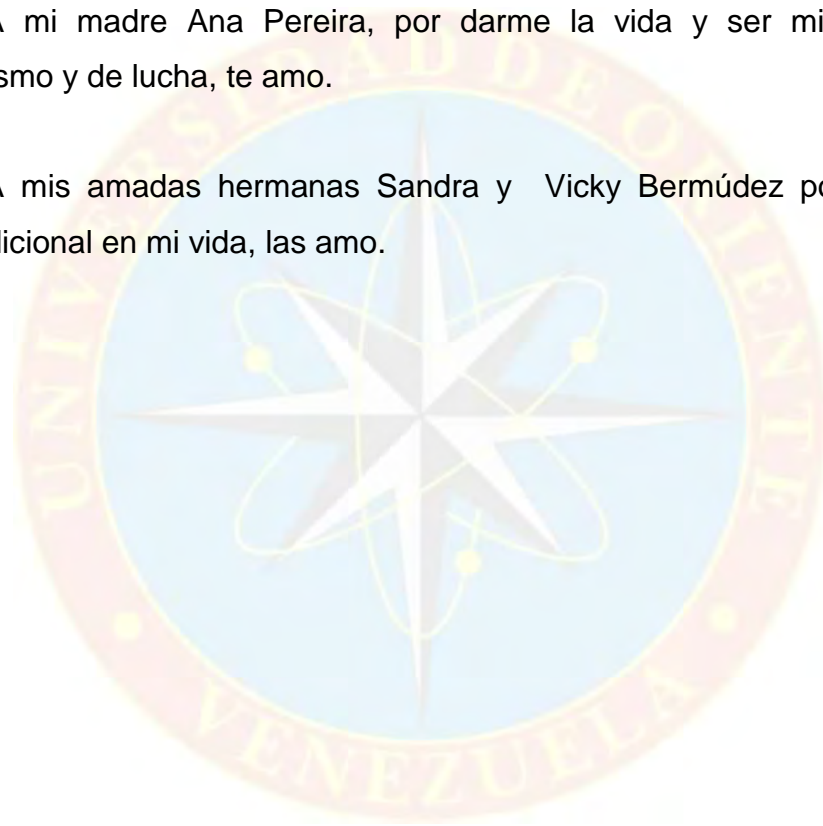 A mi madre Ana Pereira, por darme la vida y ser mi
smo y de lucha, te amo.
A mis amadas hermanas Sandra y Vicky Bermúdez po
dicional en mi vida, las amo.
UNIVERSIDAD DE ORIENTE
VENEZUELA